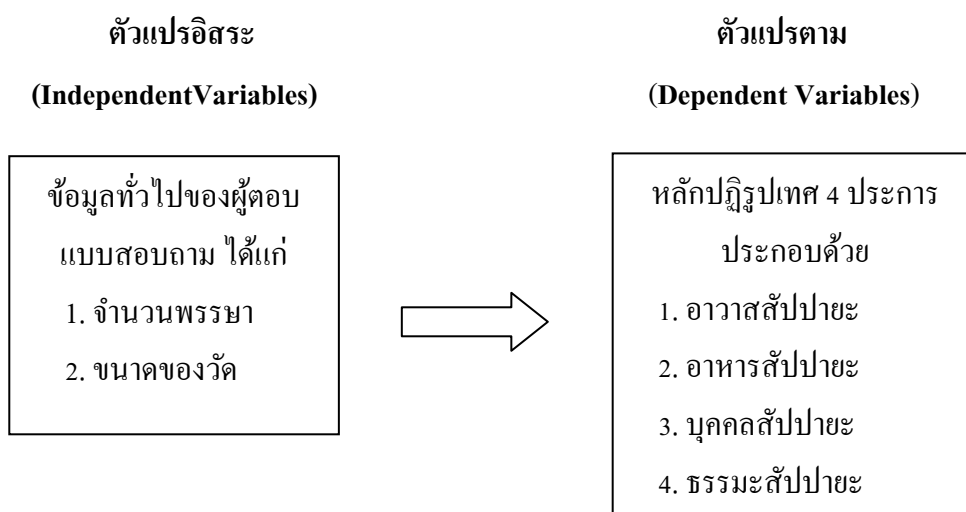 ตัวแปรอิสระ
(IndependentVariables)
ข้อมูลทั่วไปของผู้ตอบ
แบบสอบถาม ได้แก่
1. จำนวนพรรษา
2. ขนาดของวัด
ตัวแปรตาม
(Dependent Variables)
หลักปฏิรูปเทศ 4 ประการ
ประกอบด้วย
1. อาวาสสัปปายะ
2. อาหารสัปปายะ
3. บุคคลสัปปายะ
4. ธรรมะสัปปายะ